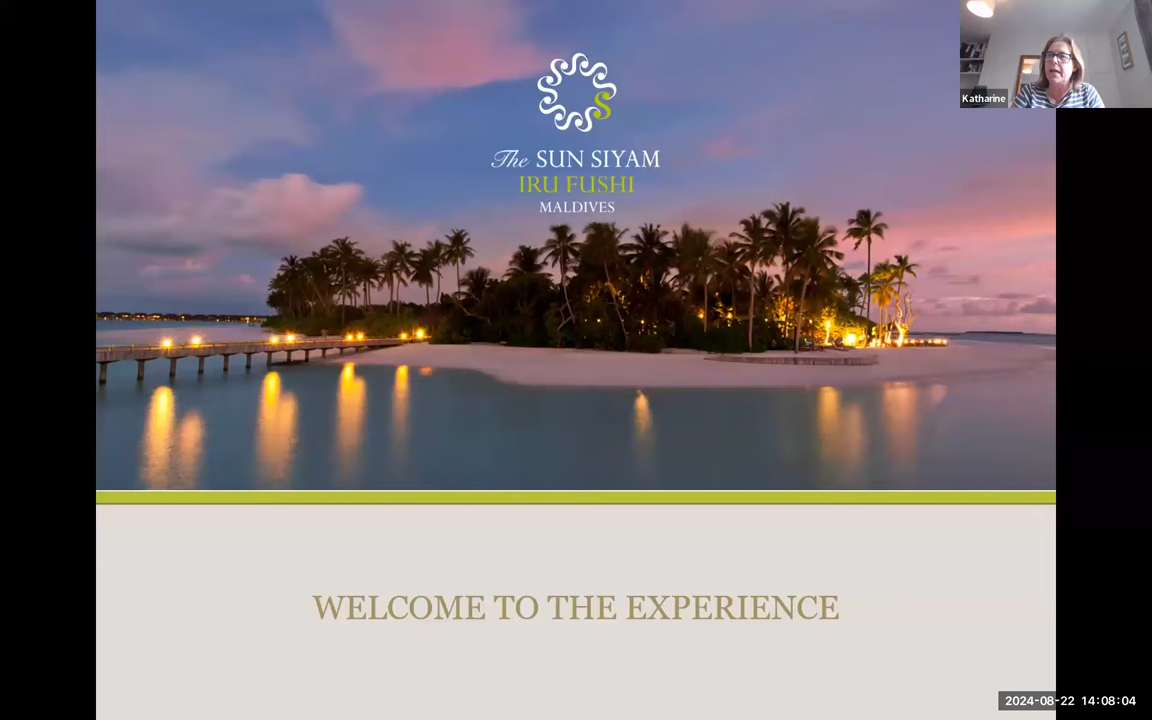 The SUN SIYAM
IRU FUSHI
MALDIVES
Katharine
WELCOME TO THE EXPERIENCE
2024-08-22 14:08:04